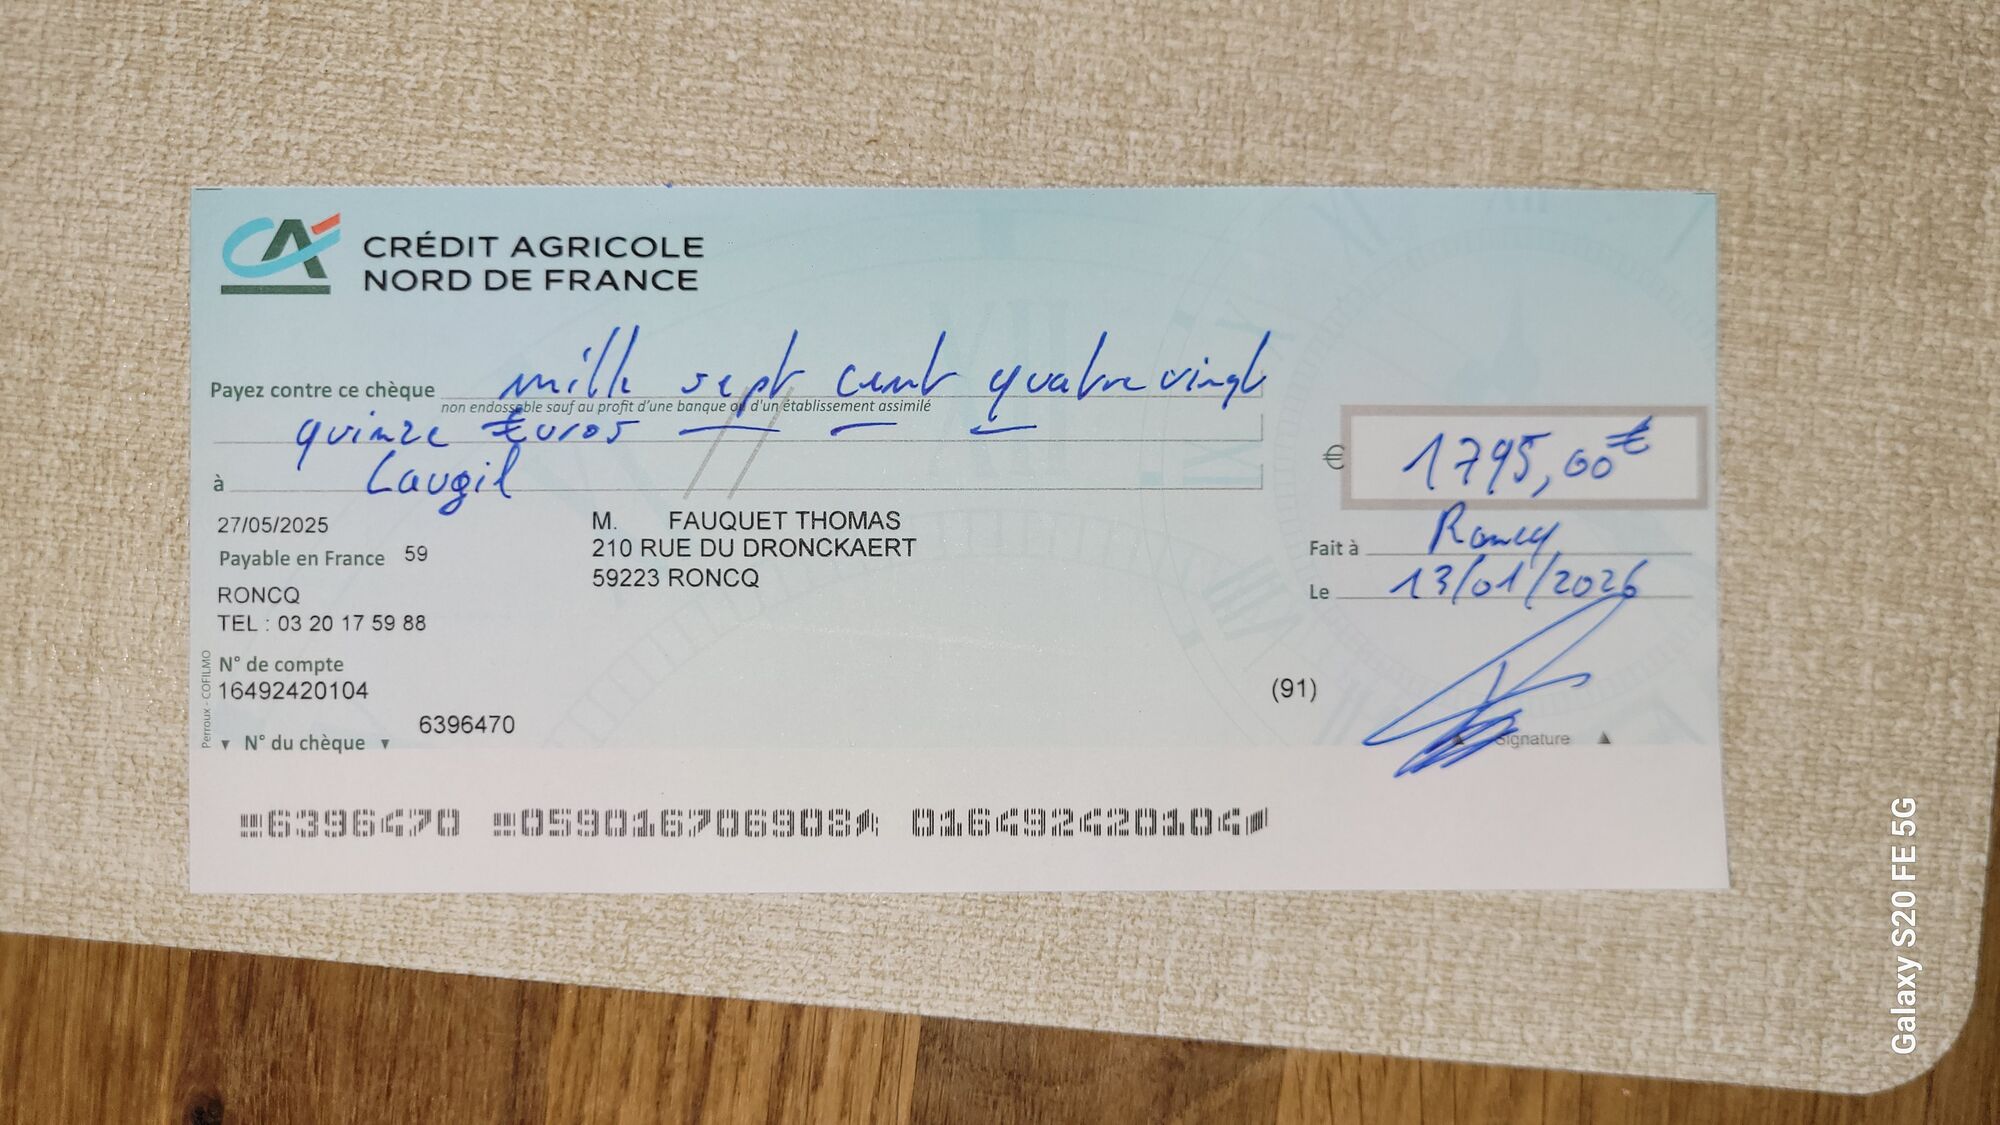 CRÉDIT AGRICOLE
NORD DE FRANCE
Payez contre ce chèque mille sept cent quatre vingt
non endossable sauf au profit d'une banque ou d'un établissement assimilé
quinze Euros
à Laugil
€ 1795,00€
27/05/2025
Payable en France 59
RONCQ
TEL : 03 20 17 59 88
M. FAUQUET THOMAS
210 RUE DU DRONCKAERT
59223 RONCQ
Fait à Roncq
Le 13/01/2026
N° de compte
16492420104
(91)
6396470
N° du chèque
Signature
Perroux - COFILMO
6396470 059016706908 016492420104
Galaxy S20 FE 5G